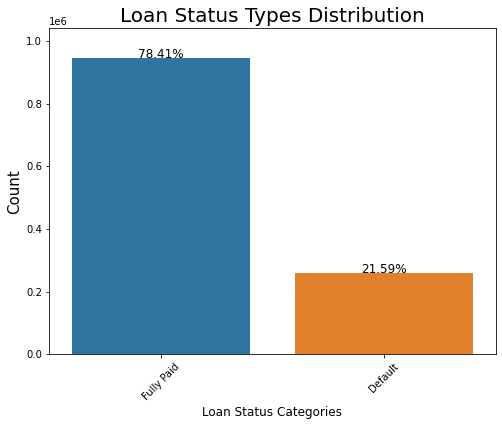 Loan Status Types Distribution
1e6
1.0
0.8
0.6
0.4
0.2
0.0
Count
78.41%
21.59%
Fully Paid
Default
Loan Status Categories